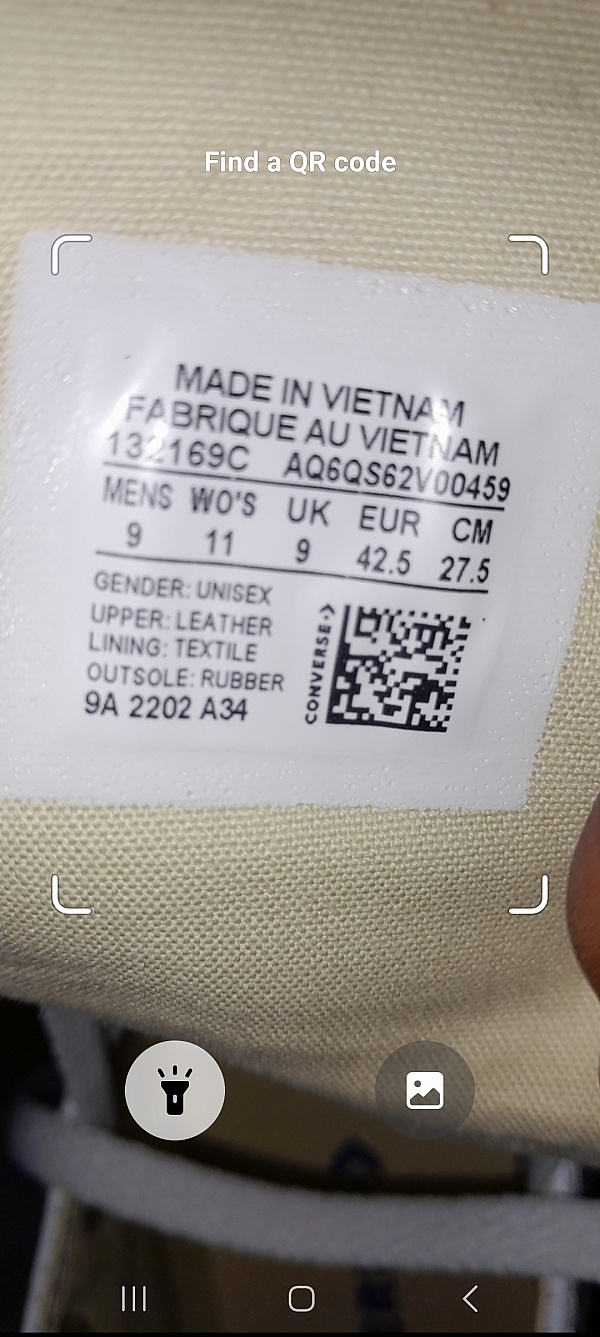 Find a QR code
MADE IN VIETNAM
FABRIQUE AU VIETNAM
132169C AQ6QS62V00459
MENS WO'S UK EUR CM
9 11 9 42.5 27.5
GENDER: UNISEX
UPPER: LEATHER
LINING: TEXTILE
OUTSOLE: RUBBER
9A 2202 A34
CONVERSE